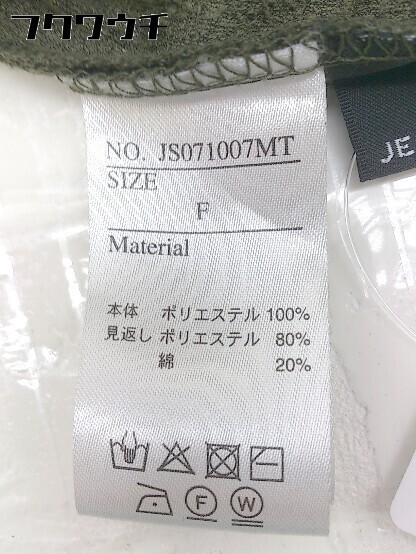 フクウクチ
NO. JS071007MT
SIZE
F
Material
本体 ポリエステル 100%
見返し ポリエステル 80%
綿 20%
JE
F W